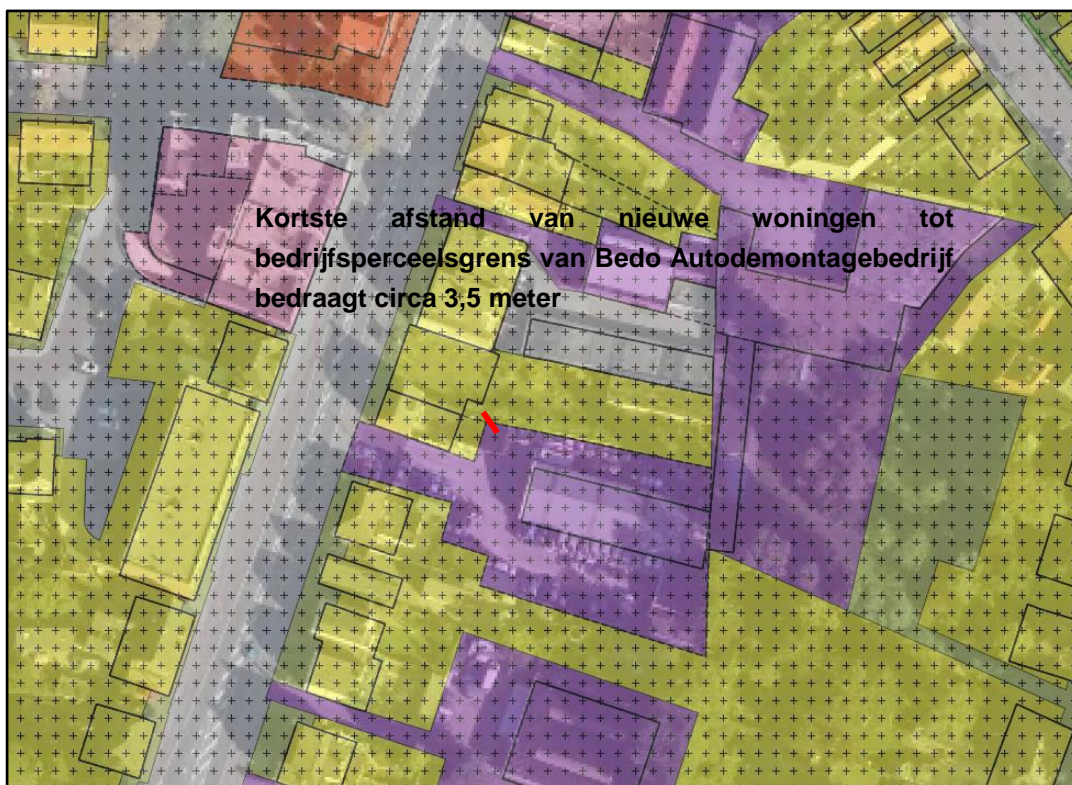 Kortste afstand van nieuwe woningen tot
bedrijfsperceelsgrens van Bedo Autodemontagebedrijf
bedraagt circa 3,5 meter